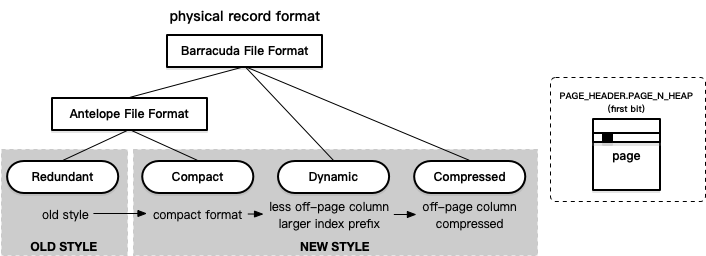 physical record format
Barracuda File Format
Antelope File Format
PAGE_HEADER.PAGE_N_HEAP
(first bit)
page
Redundant
Compact
Dynamic
Compressed
old style
compact format
less off-page column
larger index prefix
off-page column
compressed
OLD STYLE
NEW STYLE